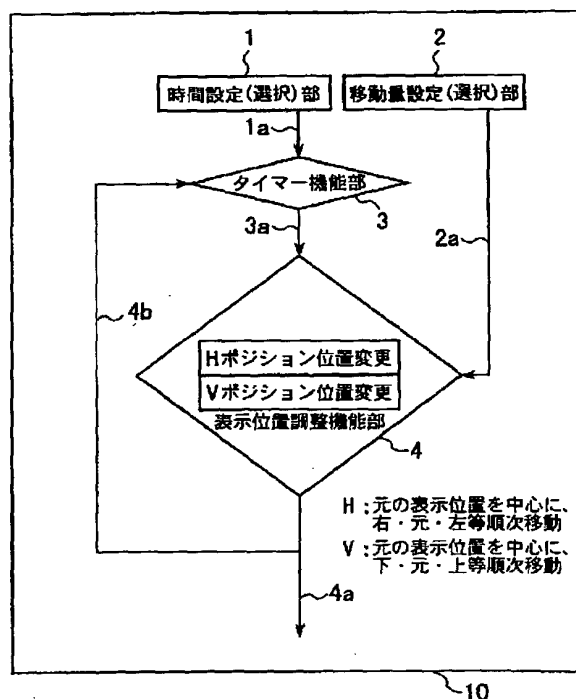 1
2
時間設定(選択)部
移動量設定(選択)部
1a
タイマー機能部
3
3a
2a
4b
Hポジション位置変更
Vポジション位置変更
表示位置調整機能部
4
H:元の表示位置を中心に、
右・元・左等順次移動
V:元の表示位置を中心に、
下・元・上等順次移動
4a
10